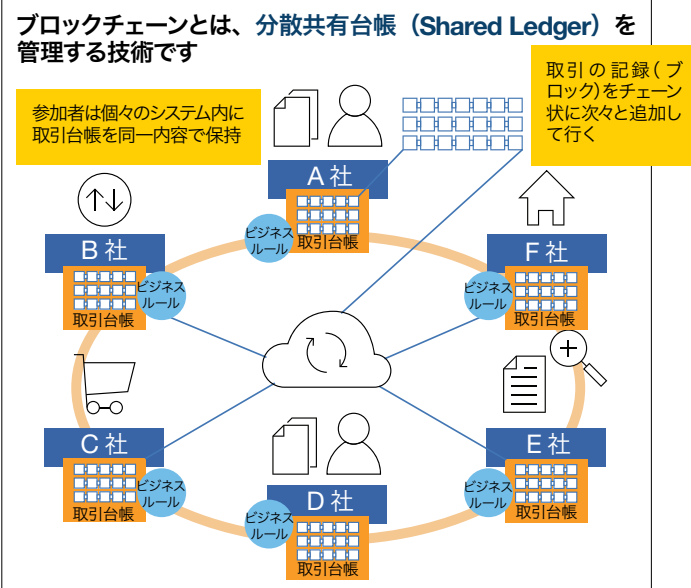 ブロックチェーンとは、分散共有台帳（Shared Ledger）を
管理する技術です
参加者は個々のシステム内に
取引台帳を同一内容で保持
取引の記録（ブ
ロック）をチェーン
状に次々と追加し
て行く
A 社
取引台帳
ビジネス
ルール
B 社
取引台帳
ビジネス
ルール
F 社
取引台帳
ビジネス
ルール
C 社
取引台帳
ビジネス
ルール
D 社
取引台帳
ビジネス
ルール
E 社
取引台帳
ビジネス
ルール